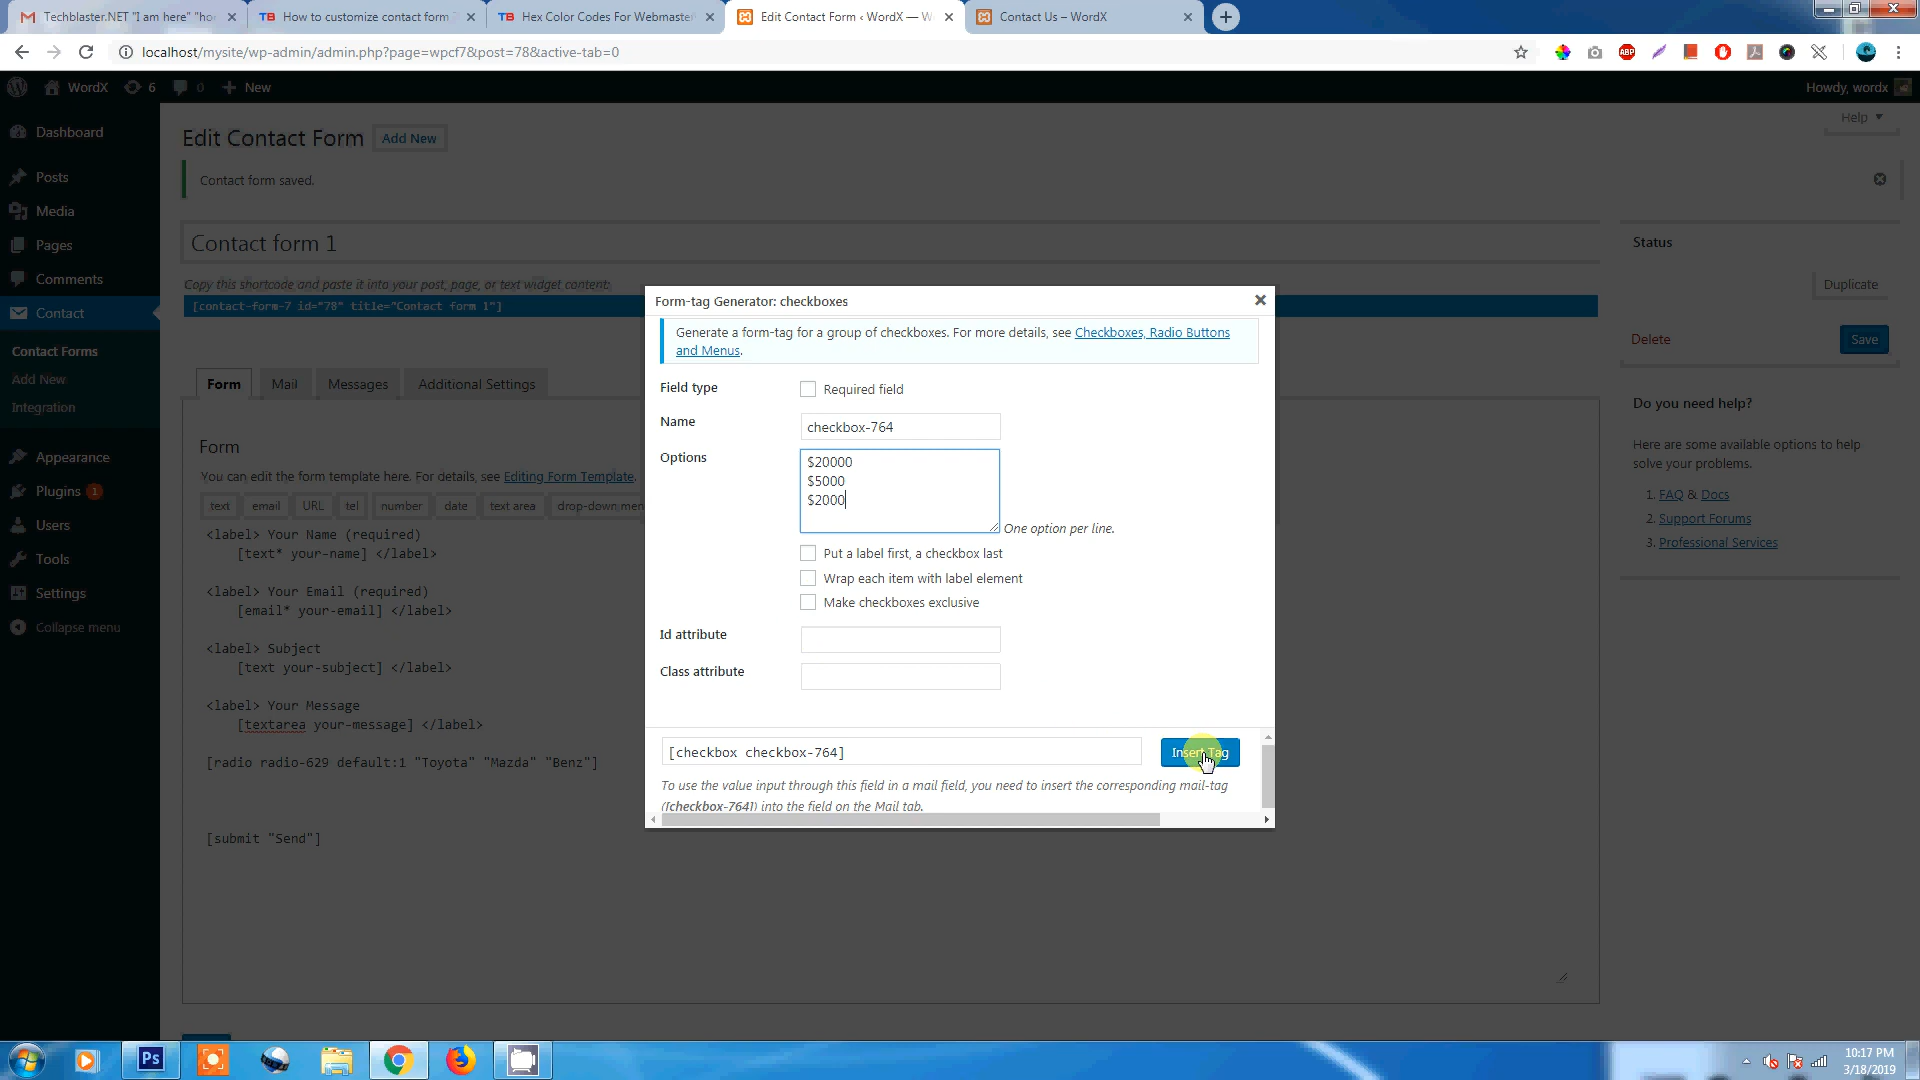 Techblaster.NET "I am here" "ho
How to customize contact form 7
Hex Color Codes For Webmaster
Edit Contact Form ‹ WordX — W
Contact Us – WordX
localhost/mysite/wp-admin/admin.php?page=wpcf7&post=78&active-tab=0
ABP
WordX
6
0
New
Howdy, wordx
Dashboard
Posts
Media
Pages
Comments
Contact
Contact Forms
Add New
Integration
Appearance
Plugins 1
Users
Tools
Settings
Collapse menu
Help
Edit Contact Form
Add New
Contact form saved.
Contact form 1
Copy this shortcode and paste it into your post, page, or text widget content:
[contact-form-7 id="78" title="Contact form 1"]
Form
Mail
Messages
Additional Settings
Form
You can edit the form template here. For details, see Editing Form Template.
text
email
URL
tel
number
date
text area
drop-down men
<label> Your Name (required)
[text* your-name] </label>
<label> Your Email (required)
[email* your-email] </label>
<label> Subject
[text your-subject] </label>
<label> Your Message
[textarea your-message] </label>
[radio radio-629 default:1 "Toyota" "Mazda" "Benz"]
[submit "Send"]
Form-tag Generator: checkboxes
Generate a form-tag for a group of checkboxes. For more details, see Checkboxes, Radio Buttons
and Menus.
Field type
Required field
Name
checkbox-764
Options
$20000
$5000
$2000
One option per line.
Put a label first, a checkbox last
Wrap each item with label element
Make checkboxes exclusive
Id attribute
Class attribute
[checkbox checkbox-764]
Insert Tag
To use the value input through this field in a mail field, you need to insert the corresponding mail-tag
([checkbox-764]) into the field on the Mail tab.
Status
Duplicate
Delete
Save
Do you need help?
Here are some available options to help
solve your problems.
1. FAQ & Docs
2. Support Forums
3. Professional Services
Ps
10:17 PM
3/18/2019